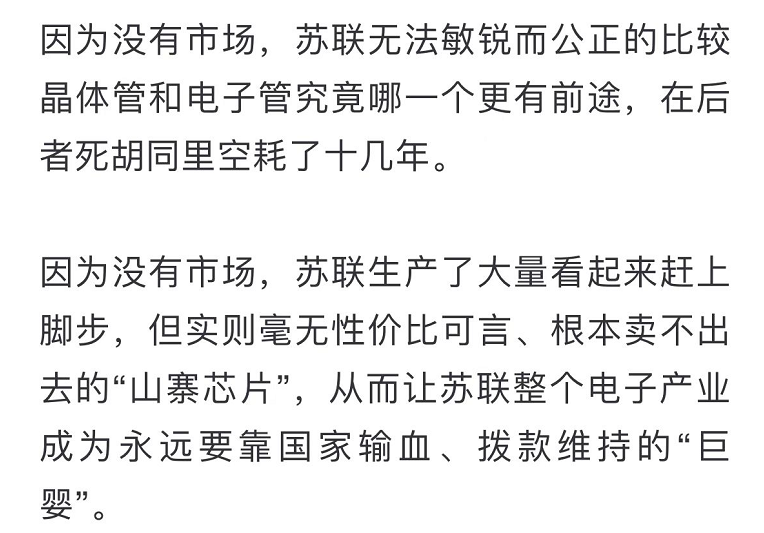 因为没有市场，苏联无法敏锐而公正的比较
晶体管和电子管究竟哪一个更有前途，在后
者死胡同里空耗了十几年。
因为没有市场，苏联生产了大量看起来赶上
脚步，但实则毫无性价比可言、根本卖不出
去的“山寨芯片”，从而让苏联整个电子产业
成为永远要靠国家输血、拨款维持的“巨
婴”。